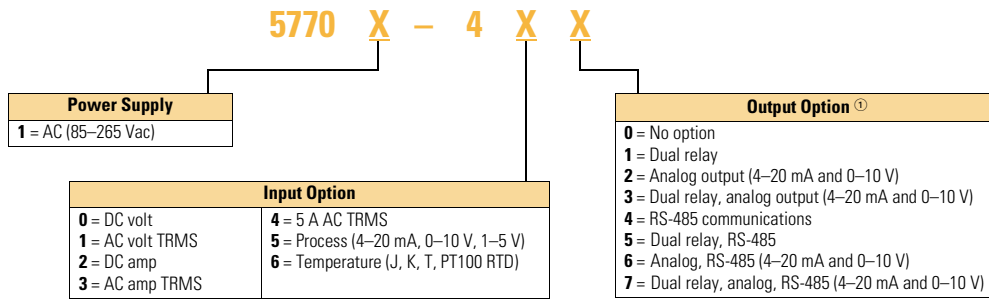 5770 X – 4 X X
Power Supply
1 = AC (85–265 Vac)
Input Option
0 = DC volt
1 = AC volt TRMS
2 = DC amp
3 = AC amp TRMS
4 = 5 A AC TRMS
5 = Process (4–20 mA, 0–10 V, 1–5 V)
6 = Temperature (J, K, T, PT100 RTD)
Output Option ①
0 = No option
1 = Dual relay
2 = Analog output (4–20 mA and 0–10 V)
3 = Dual relay, analog output (4–20 mA and 0–10 V)
4 = RS-485 communications
5 = Dual relay, RS-485
6 = Analog, RS-485 (4–20 mA and 0–10 V)
7 = Dual relay, analog, RS-485 (4–20 mA and 0–10 V)